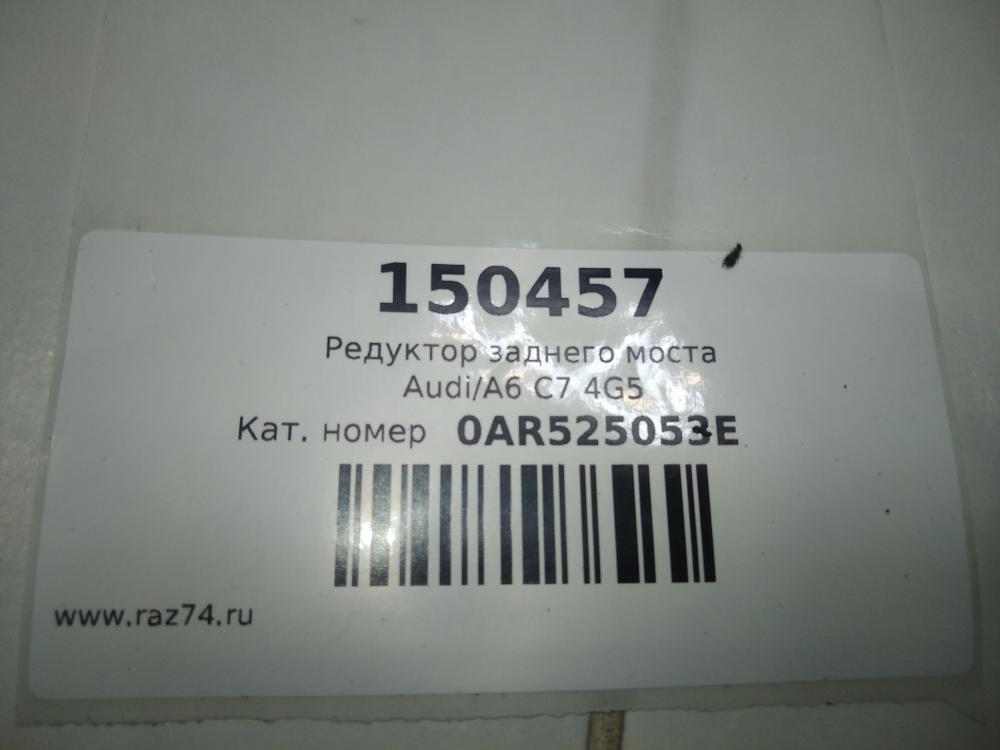 150457
Редуктор заднего моста
Audi/A6 C7 4G5
Кат. номер 0AR525053E
www.raz74.ru